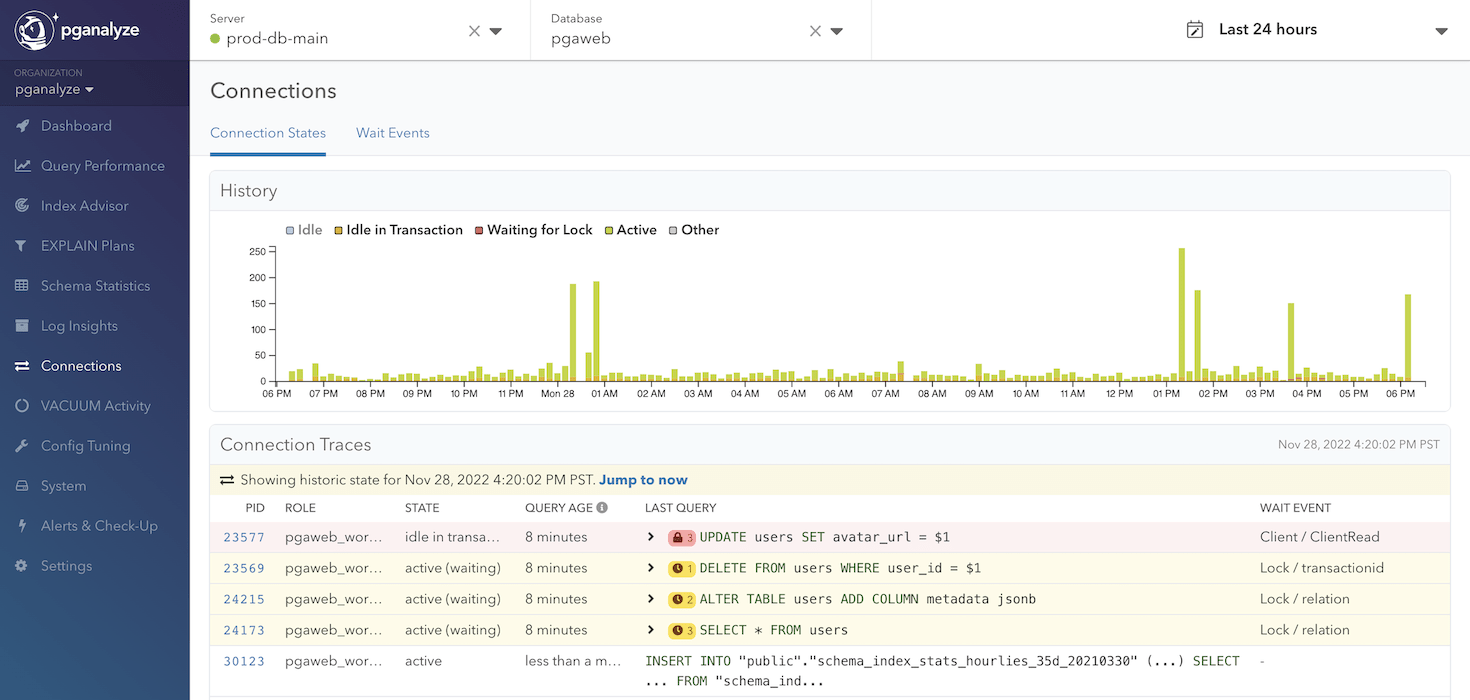 pganalyze
ORGANIZATION
pganalyze
Dashboard
Query Performance
Index Advisor
EXPLAIN Plans
Schema Statistics
Log Insights
Connections
VACUUM Activity
Config Tuning
System
Alerts & Check-Up
Settings
Server
prod-db-main
Database
pgaweb
Last 24 hours
Connections
Connection States Wait Events
History
Idle Idle in Transaction Waiting for Lock Active Other
250
200
150
100
50
0
06 PM 07 PM 08 PM 09 PM 10 PM 11 PM Mon 28 01 AM 02 AM 03 AM 04 AM 05 AM 06 AM 07 AM 08 AM 09 AM 10 AM 11 AM 12 PM 01 PM 02 PM 03 PM 04 PM 05 PM 06 PM
Connection Traces Nov 28, 2022 4:20:02 PM PST
Showing historic state for Nov 28, 2022 4:20:02 PM PST. Jump to now
PID ROLE STATE QUERY AGE LAST QUERY WAIT EVENT
23577 pgaweb_wor... idle in transa... 8 minutes 3 UPDATE users SET avatar_url = $1 Client / ClientRead
23569 pgaweb_wor... active (waiting) 8 minutes 1 DELETE FROM users WHERE user_id = $1 Lock / transactionid
24215 pgaweb_wor... active (waiting) 8 minutes 2 ALTER TABLE users ADD COLUMN metadata jsonb Lock / relation
24173 pgaweb_wor... active (waiting) 8 minutes 3 SELECT * FROM users Lock / relation
30123 pgaweb_wor... active less than a m... INSERT INTO "public"."schema_index_stats_hourlies_35d_20210330" (...) SELECT -
... FROM "schema_ind...